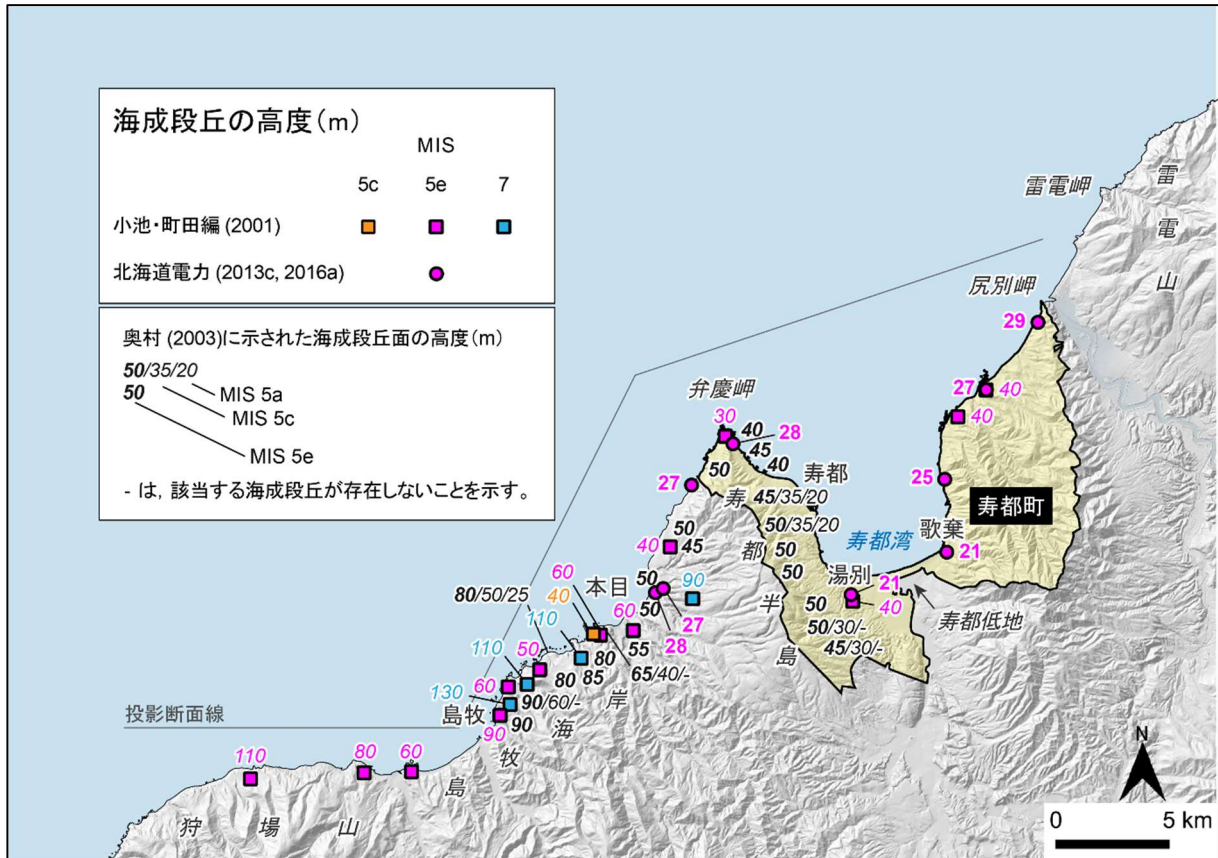 海成段丘の高度(m)
MIS
5c 5e 7
小池・町田編 (2001)
北海道電力 (2013c, 2016a)
奥村 (2003)に示された海成段丘面の高度(m)
50/35/20
50
MIS 5a
MIS 5c
MIS 5e
- は, 該当する海成段丘が存在しないことを示す。
雷電岬
雷電山
尻別岬
29
27
40
40
弁慶岬
30
40
28
45
40
寿都
50
27
45/35/20
25
寿都町
50/35/20
寿都湾
歌棄
21
50
40
45
50
50
寿都半島
湯別
21
40
寿都低地
50
50/30/-
45/30/-
50
90
50
27
28
60
本目
40
60
55
80/50/25
110
80
85
65/40/-
110
50
80
60
90/60/-
130
島牧
90
90
島牧海岸
投影断面線
110
80
60
狩場山
N
0 5 km